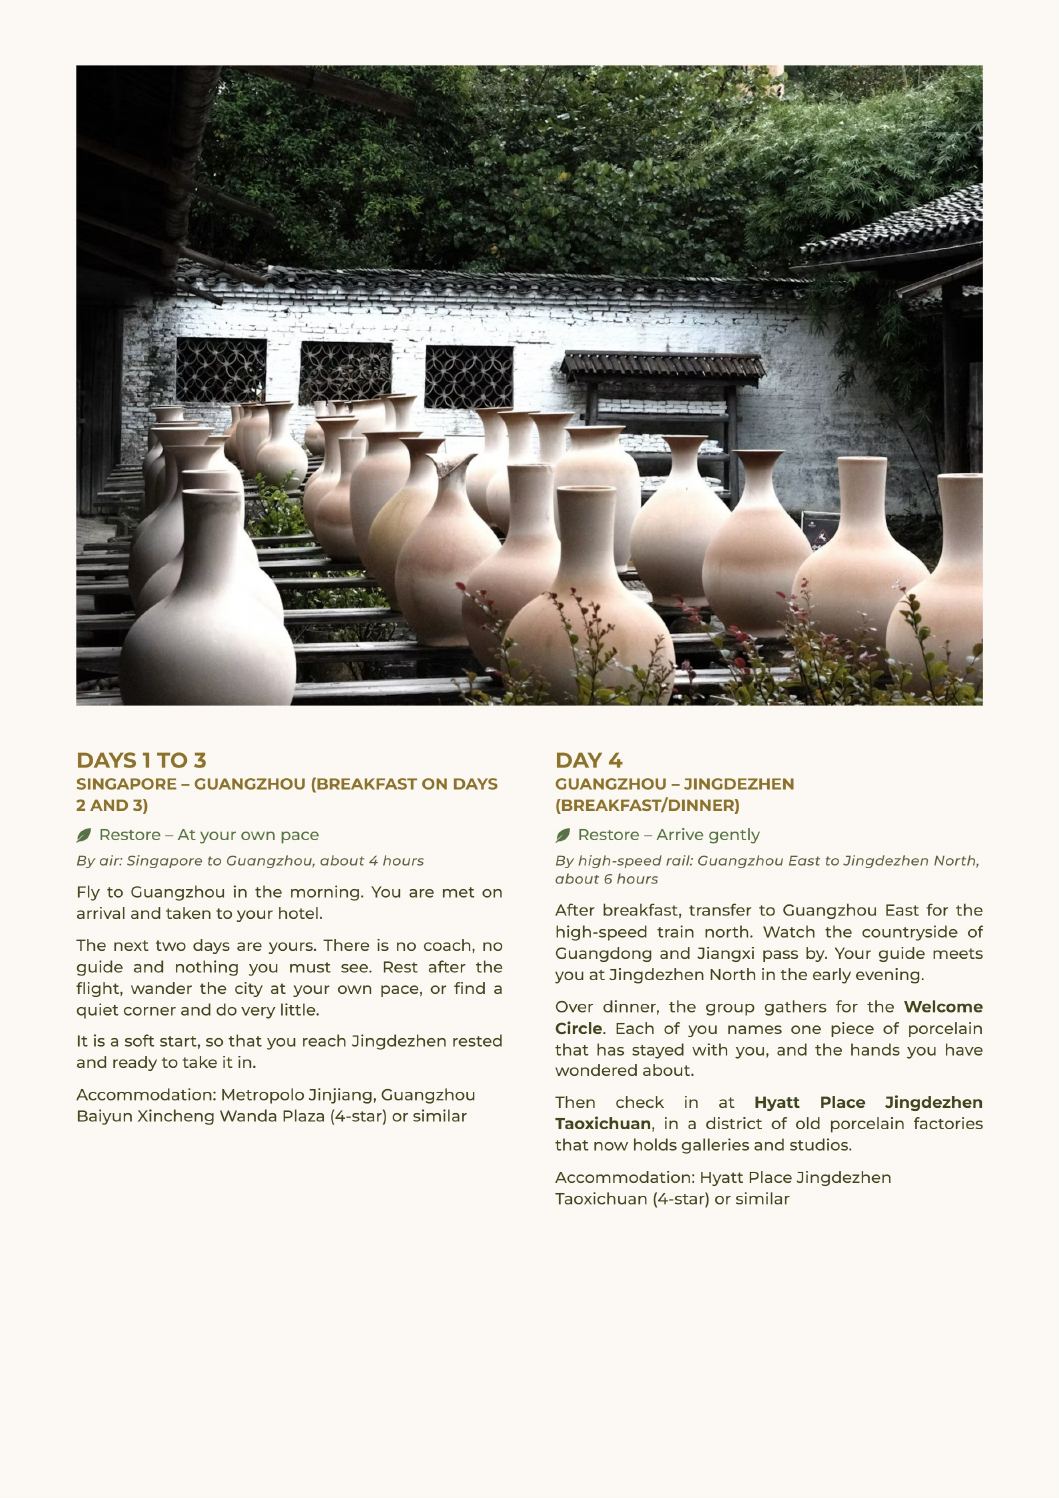 DAYS 1 TO 3
SINGAPORE – GUANGZHOU (BREAKFAST ON DAYS
2 AND 3)
Restore – At your own pace
By air: Singapore to Guangzhou, about 4 hours
Fly to Guangzhou in the morning. You are met on
arrival and taken to your hotel.
The next two days are yours. There is no coach, no
guide and nothing you must see. Rest after the
flight, wander the city at your own pace, or find a
quiet corner and do very little.
It is a soft start, so that you reach Jingdezhen rested
and ready to take it in.
Accommodation: Metropolo Jinjiang, Guangzhou
Baiyun Xincheng Wanda Plaza (4-star) or similar
DAY 4
GUANGZHOU – JINGDEZHEN
(BREAKFAST/DINNER)
Restore – Arrive gently
By high-speed rail: Guangzhou East to Jingdezhen North,
about 6 hours
After breakfast, transfer to Guangzhou East for the
high-speed train north. Watch the countryside of
Guangdong and Jiangxi pass by. Your guide meets
you at Jingdezhen North in the early evening.
Over dinner, the group gathers for the Welcome
Circle. Each of you names one piece of porcelain
that has stayed with you, and the hands you have
wondered about.
Then check in at Hyatt Place Jingdezhen
Taoxichuan, in a district of old porcelain factories
that now holds galleries and studios.
Accommodation: Hyatt Place Jingdezhen
Taoxichuan (4-star) or similar